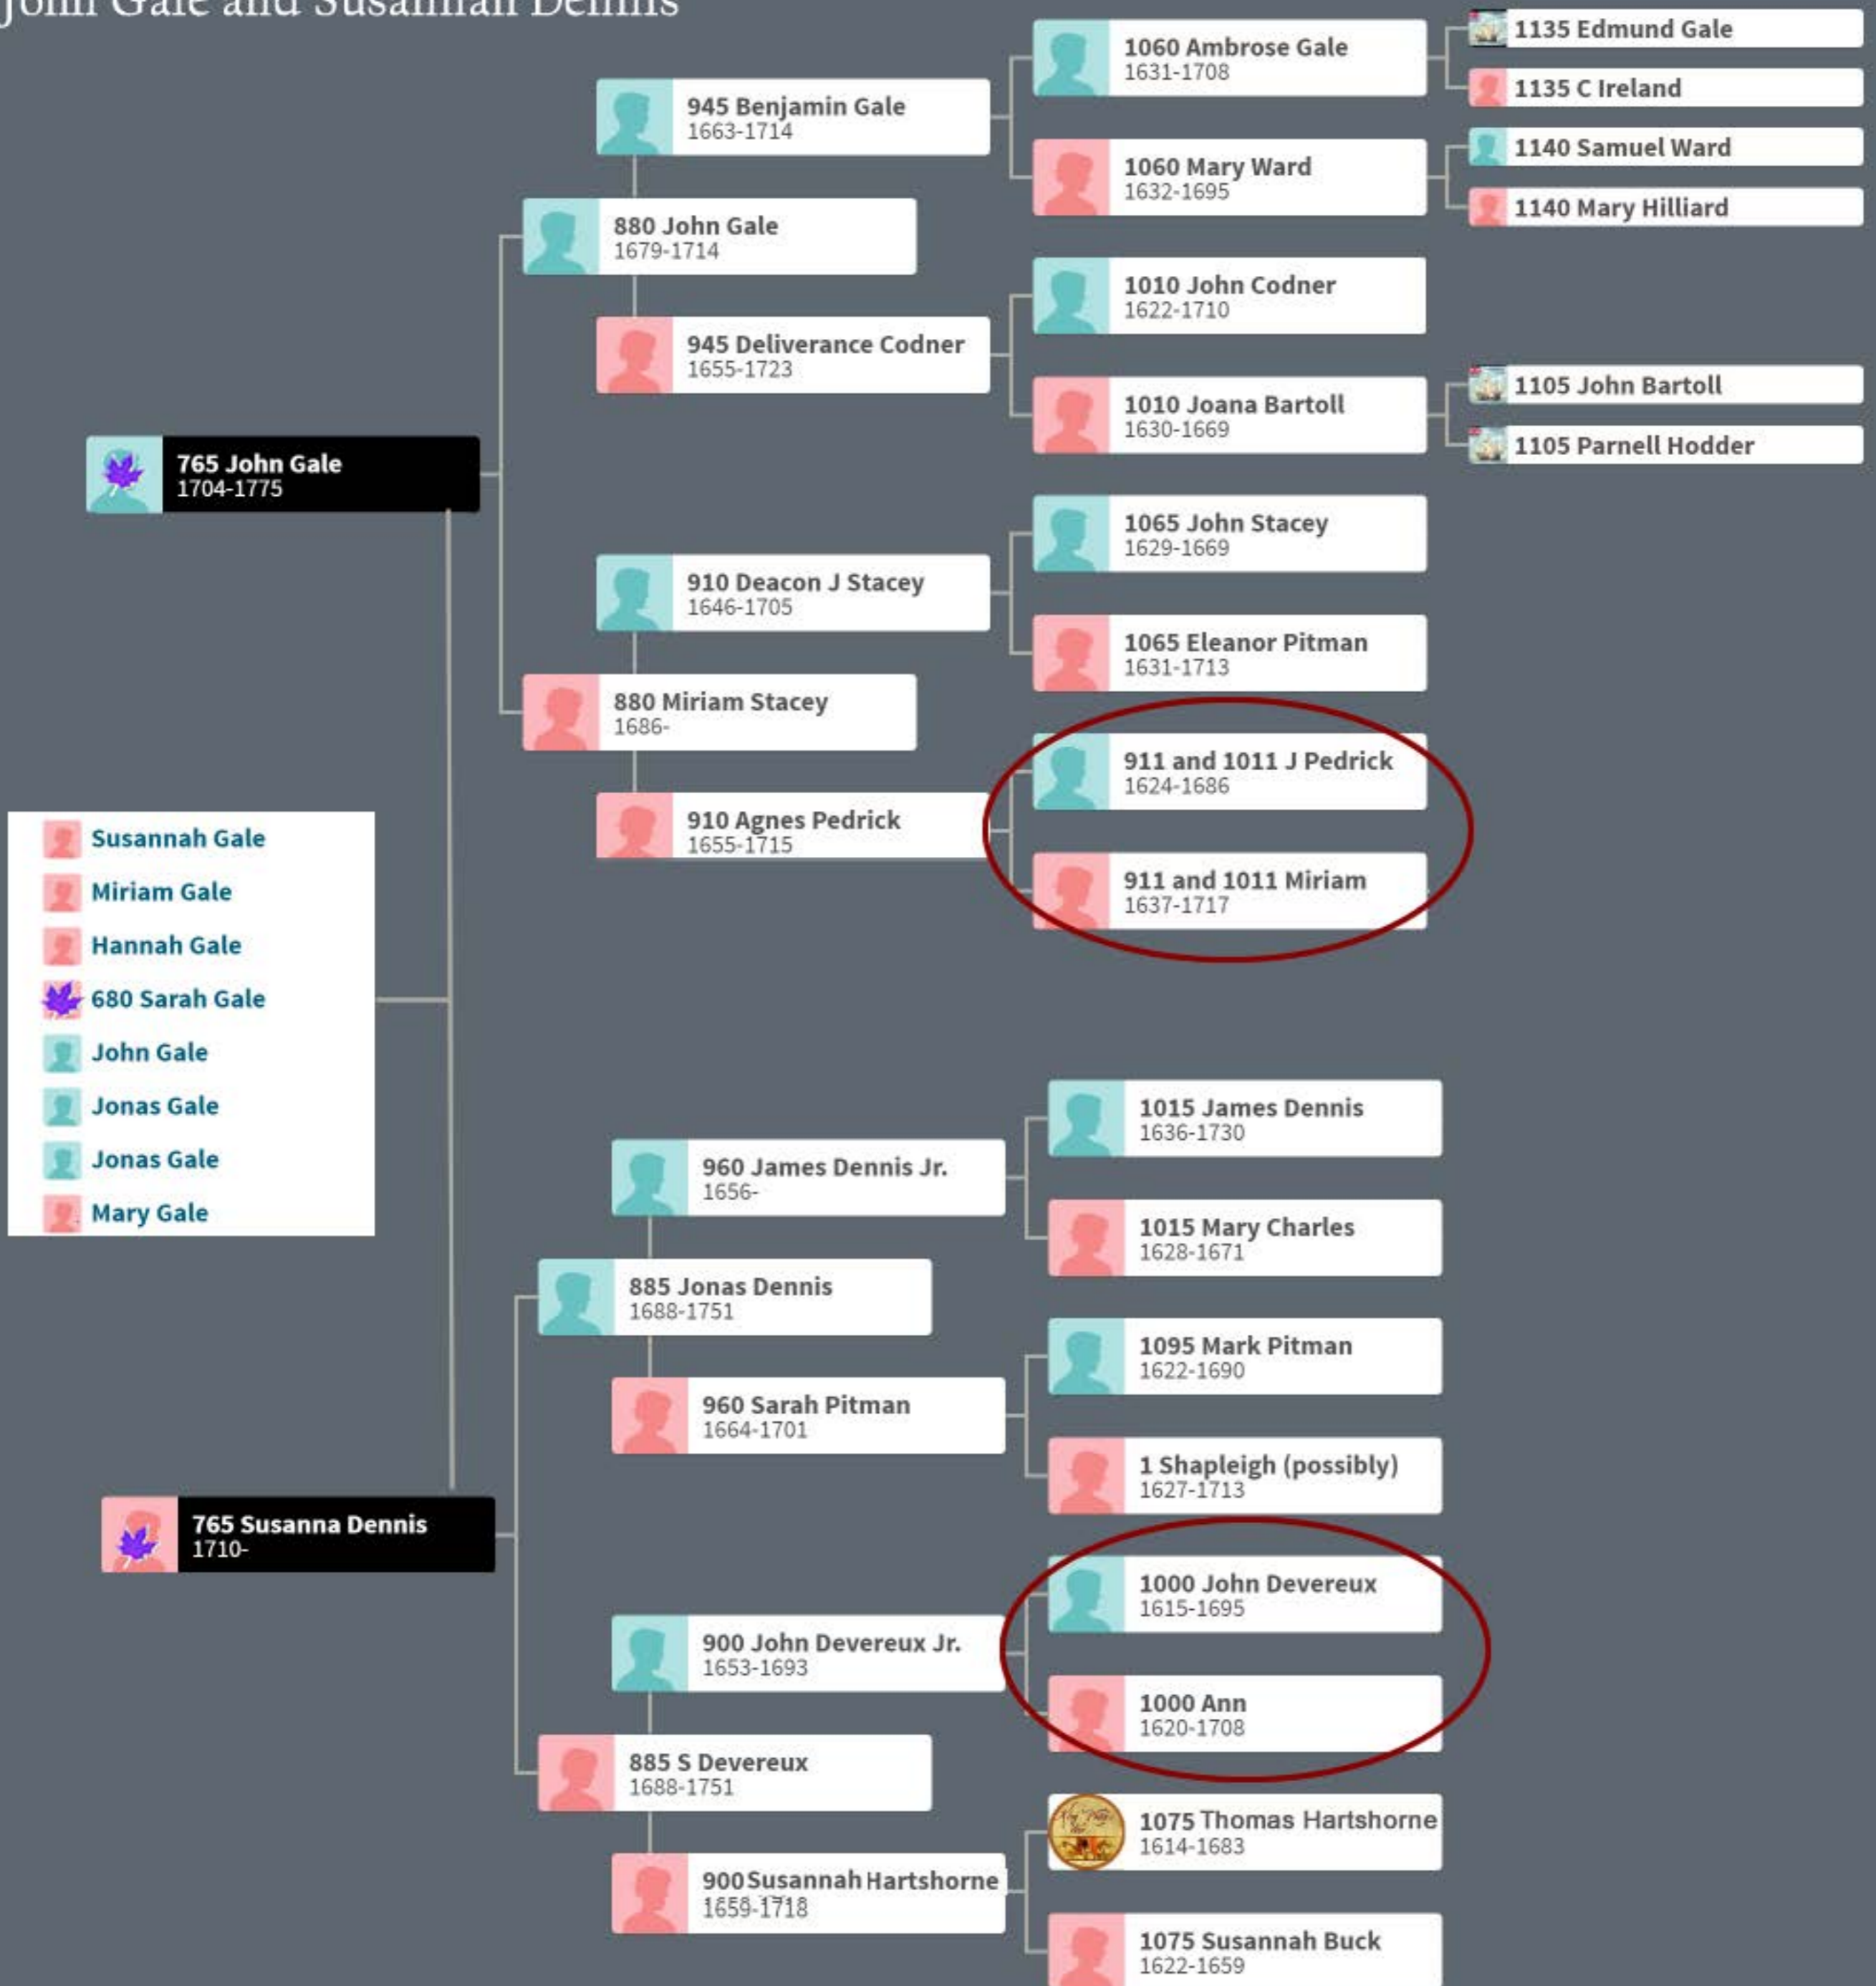 John Gale and Susannah Dennis
1135 Edmund Gale
1060 Ambrose Gale
1631-1708
1135 C Ireland
945 Benjamin Gale
1663-1714
1140 Samuel Ward
1060 Mary Ward
1632-1695
1140 Mary Hilliard
880 John Gale
1679-1714
1010 John Codner
1622-1710
945 Deliverance Codner
1655-1723
1105 John Bartoll
1010 Joana Bartoll
1630-1669
1105 Parnell Hodder
765 John Gale
1704-1775
1065 John Stacey
1629-1669
910 Deacon J Stacey
1646-1705
1065 Eleanor Pitman
1631-1713
880 Miriam Stacey
1686-
911 and 1011 J Pedrick
1624-1686
910 Agnes Pedrick
1655-1715
911 and 1011 Miriam
1637-1717
Susannah Gale
Miriam Gale
Hannah Gale
680 Sarah Gale
John Gale
Jonas Gale
Jonas Gale
Mary Gale
1015 James Dennis
1636-1730
960 James Dennis Jr.
1656-
1015 Mary Charles
1628-1671
885 Jonas Dennis
1688-1751
1095 Mark Pitman
1622-1690
960 Sarah Pitman
1664-1701
1 Shapleigh (possibly)
1627-1713
765 Susanna Dennis
1710-
1000 John Devereux
1615-1695
900 John Devereux Jr.
1653-1693
1000 Ann
1620-1708
885 S Devereux
1688-1751
1075 Thomas Hartshorne
1614-1683
900 Susannah Hartshorne
1659-1718
1075 Susannah Buck
1622-1659